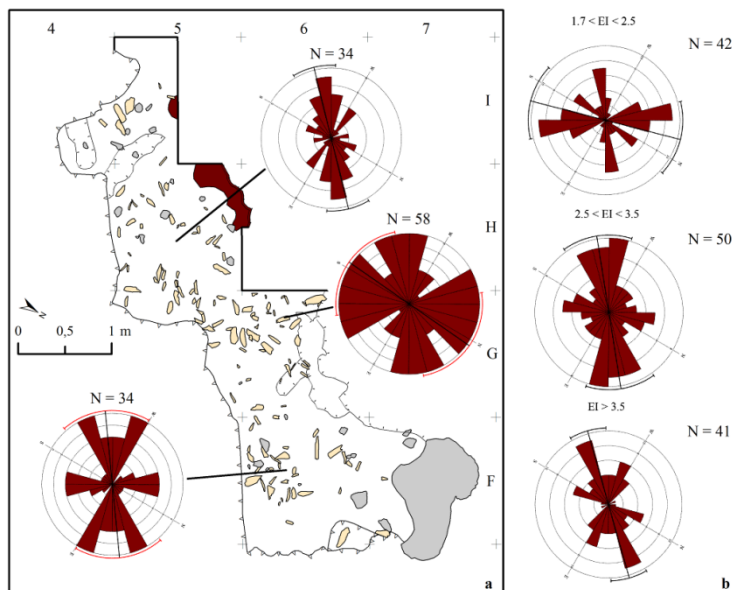 4 5 6 7
1.7 < EI < 2.5
N = 42
N = 34
I
N = 58
H
2.5 < EI < 3.5
N = 50
N
0 0,5 1 m
G
EI > 3.5
N = 34
N = 41
F
a b